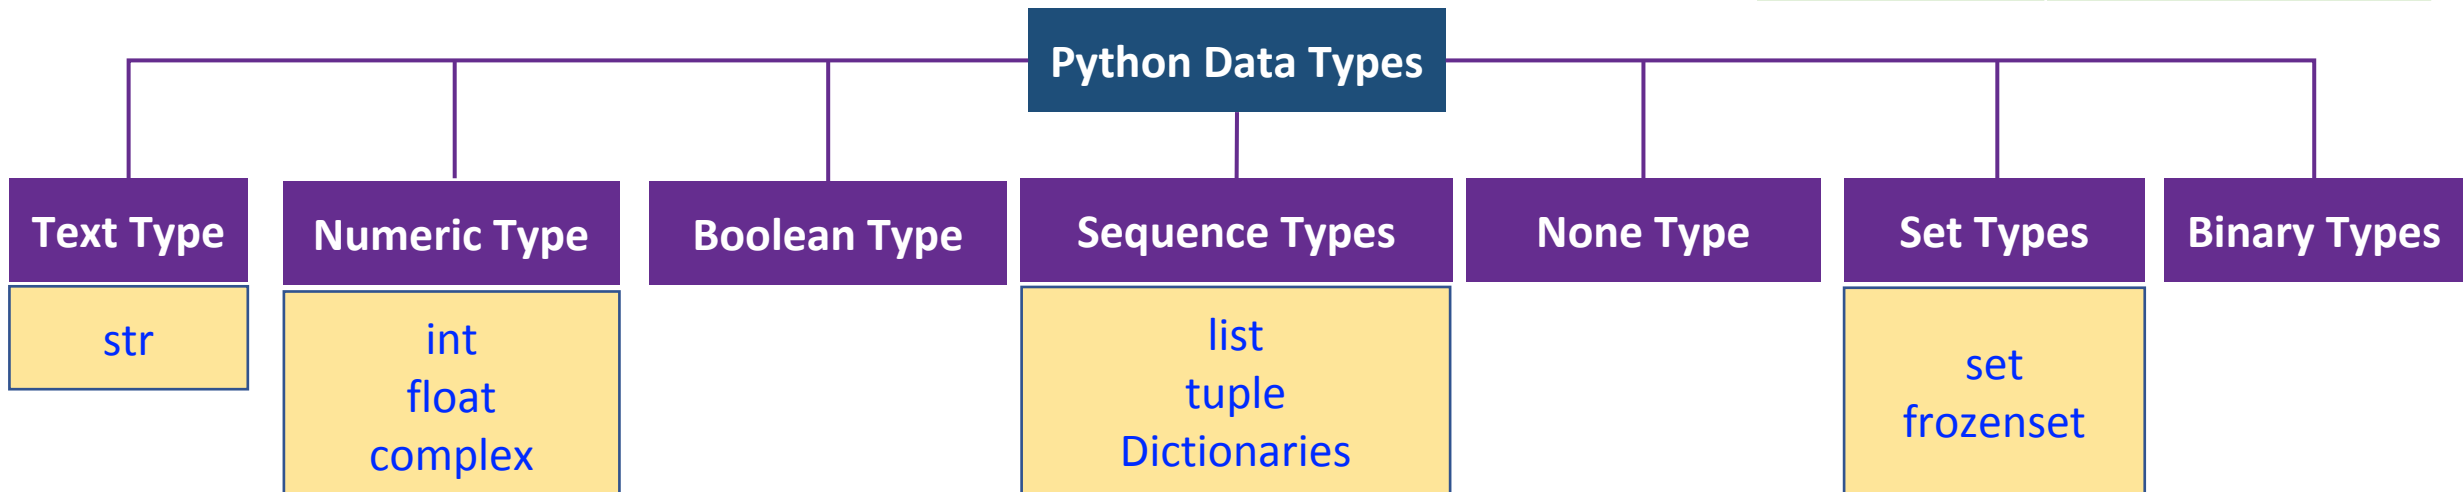 Python Data Types
Text Type
str
Numeric Type
int
float
complex
Boolean Type
Sequence Types
list
tuple
Dictionaries
None Type
Set Types
set
frozenset
Binary Types